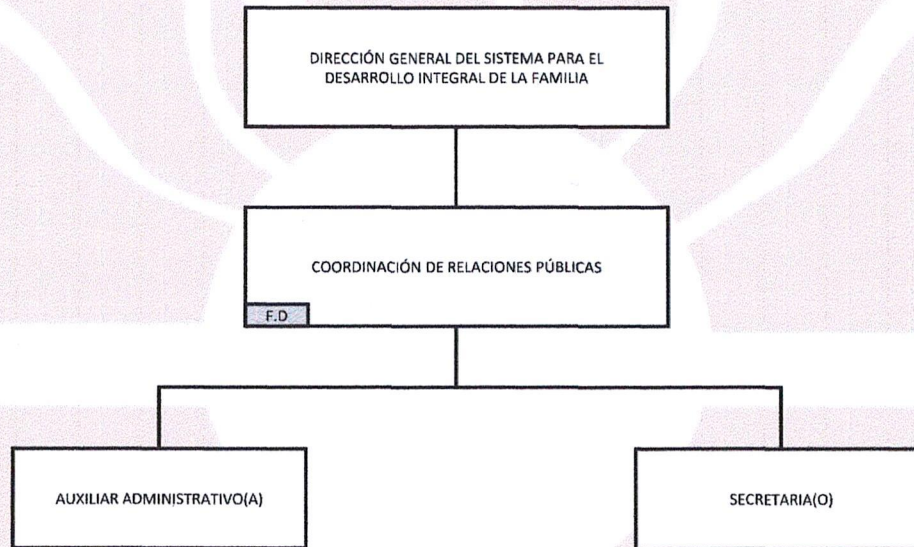 DIRECCIÓN GENERAL DEL SISTEMA PARA EL
DESARROLLO INTEGRAL DE LA FAMILIA
COORDINACIÓN DE RELACIONES PÚBLICAS
F.D
AUXILIAR ADMINISTRATIVO(A)
SECRETARIA(O)